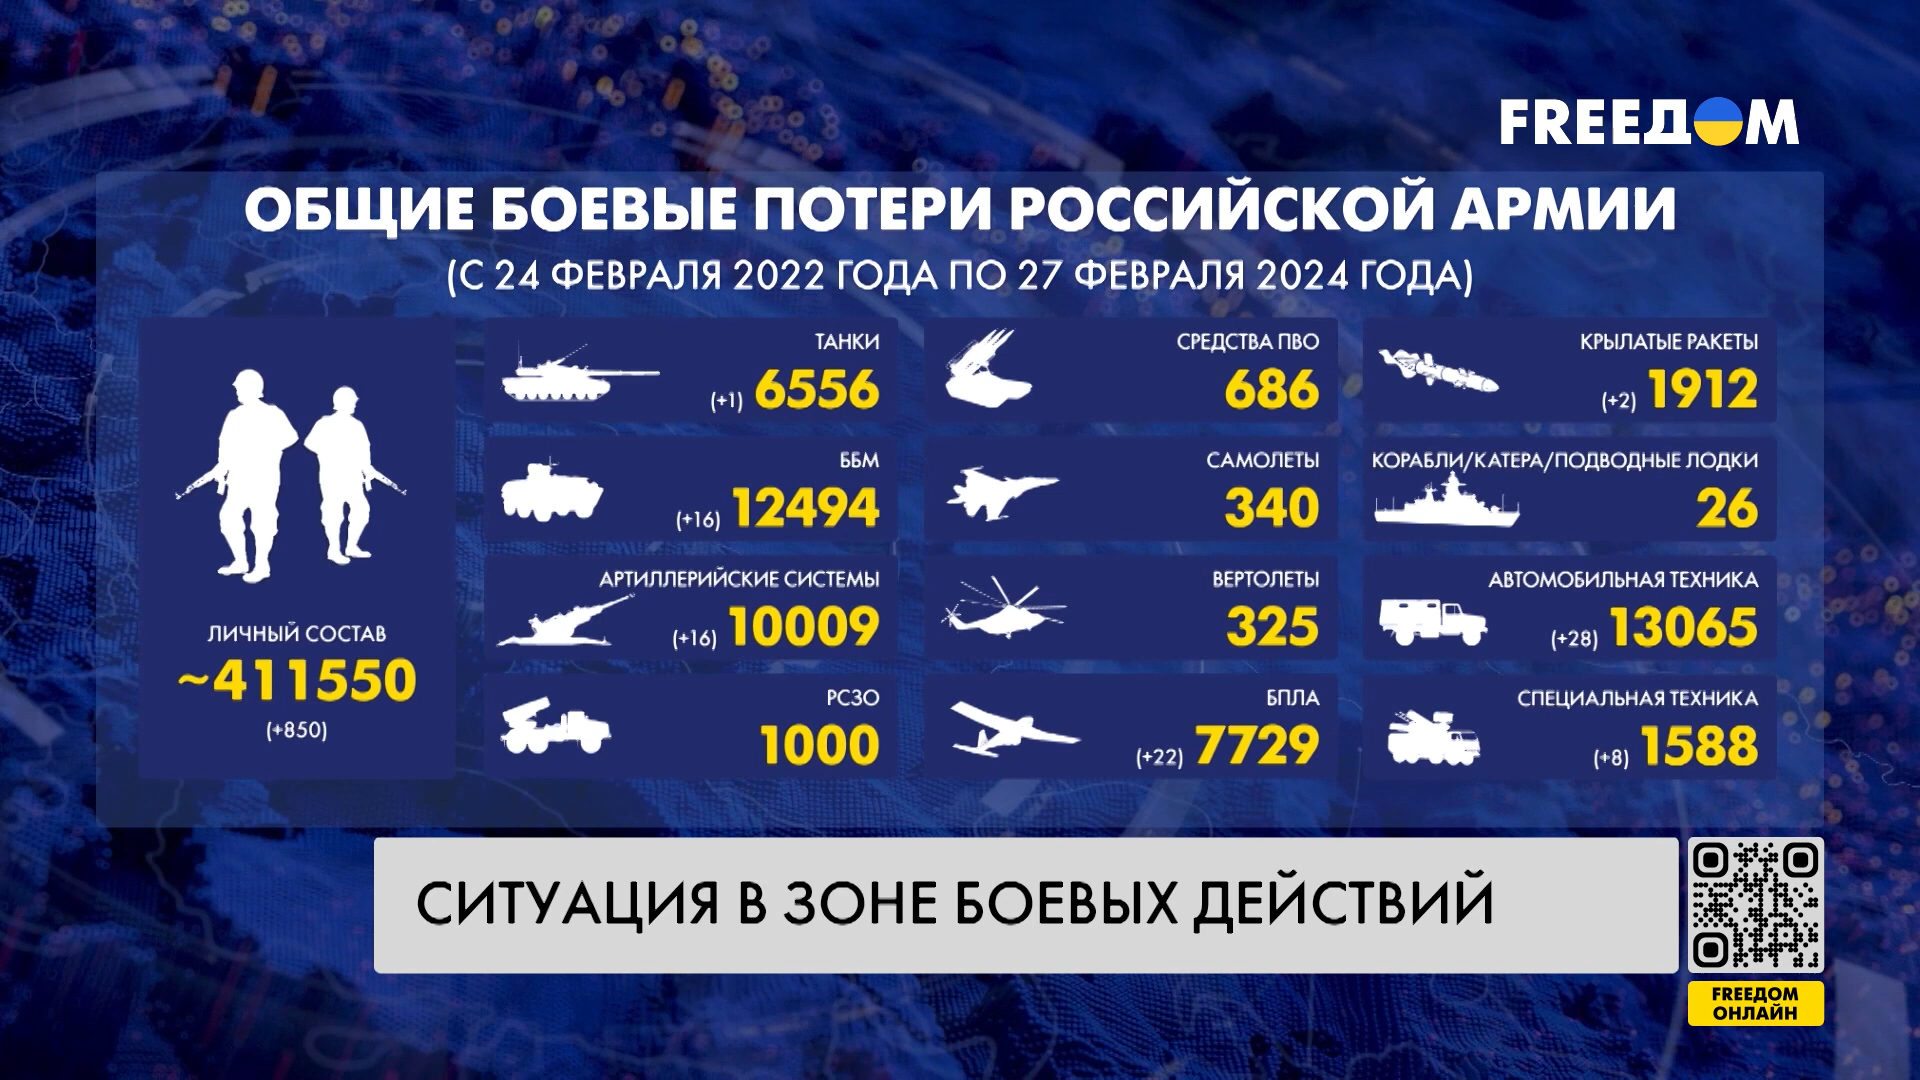 FREEДOM
ОБЩИЕ БОЕВЫЕ ПОТЕРИ РОССИЙСКОЙ АРМИИ
(С 24 ФЕВРАЛЯ 2022 ГОДА ПО 27 ФЕВРАЛЯ 2024 ГОДА)
ЛИЧНЫЙ СОСТАВ
~411550
(+850)
ТАНКИ
(+1) 6556
ББМ
(+16) 12494
АРТИЛЛЕРИЙСКИЕ СИСТЕМЫ
(+16) 10009
РСЗО
1000
СРЕДСТВА ПВО
686
САМОЛЕТЫ
340
ВЕРТОЛЕТЫ
325
БПЛА
(+22) 7729
КРЫЛАТЫЕ РАКЕТЫ
(+2) 1912
КОРАБЛИ/КАТЕРА/ПОДВОДНЫЕ ЛОДКИ
26
АВТОМОБИЛЬНАЯ ТЕХНИКА
(+28) 13065
СПЕЦИАЛЬНАЯ ТЕХНИКА
(+8) 1588
СИТУАЦИЯ В ЗОНЕ БОЕВЫХ ДЕЙСТВИЙ
FREEДOM
ОНЛАЙН